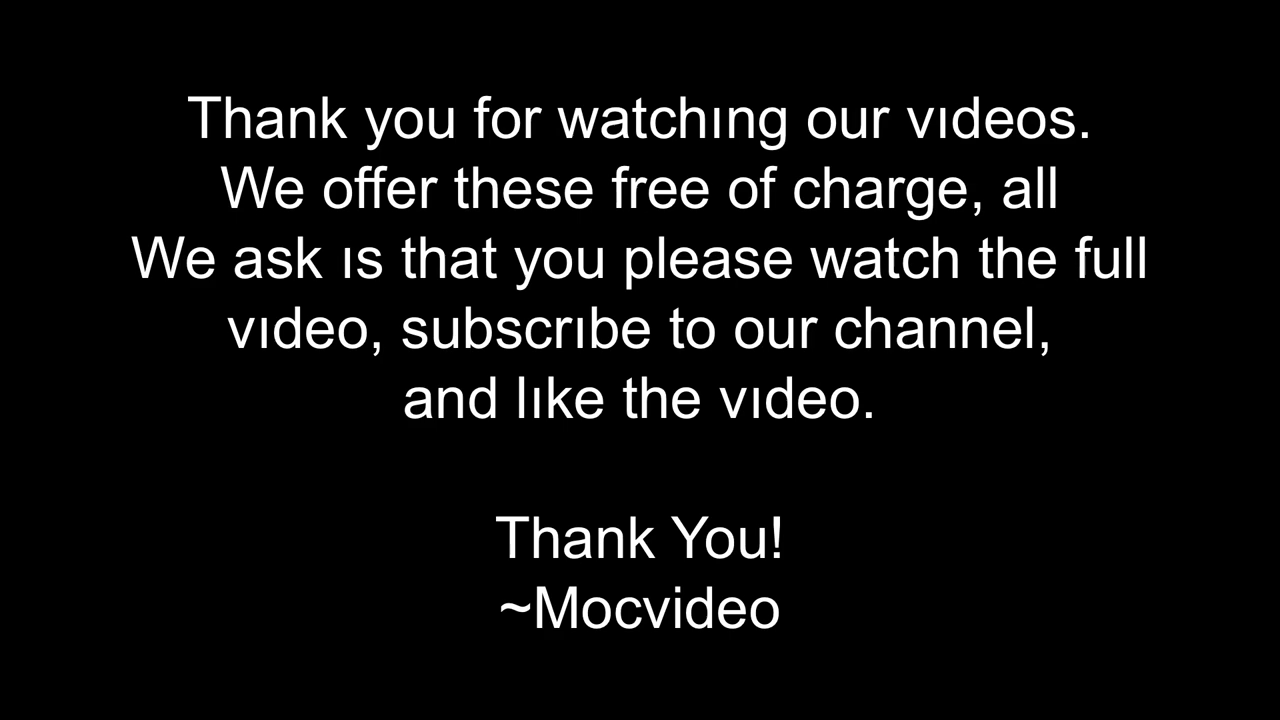 Thank you for watchıng our vıdeos.
We offer these free of charge, all
We ask ıs that you please watch the full
vıdeo, subscrıbe to our channel,
and lıke the vıdeo.
Thank You!
~Mocvideo